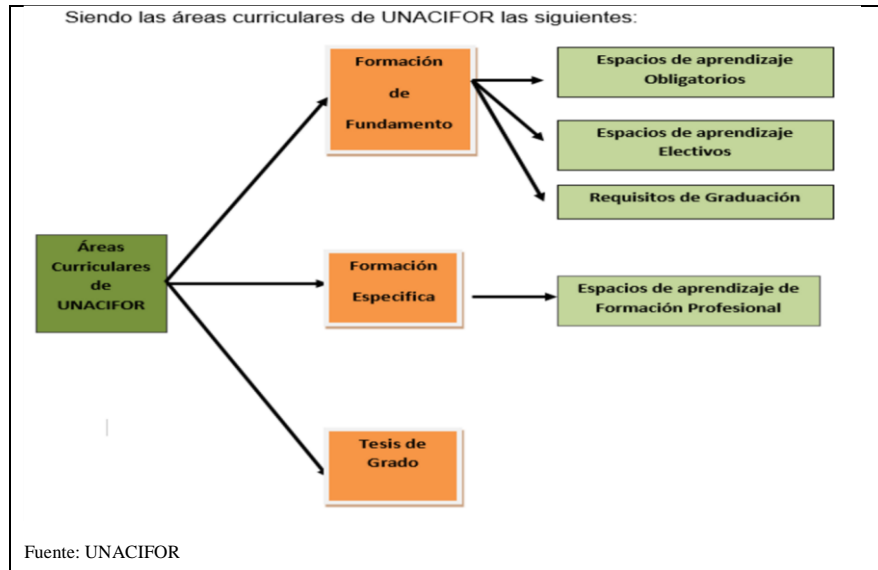 Siendo las áreas curriculares de UNACIFOR las siguientes:
Formación
de
Fundamento
Espacios de aprendizaje
Obligatorios
Espacios de aprendizaje
Electivos
Requisitos de Graduación
Áreas
Curriculares
de
UNACIFOR
Formación
Especifica
Espacios de aprendizaje de
Formación Profesional
Tesis de
Grado
Fuente: UNACIFOR